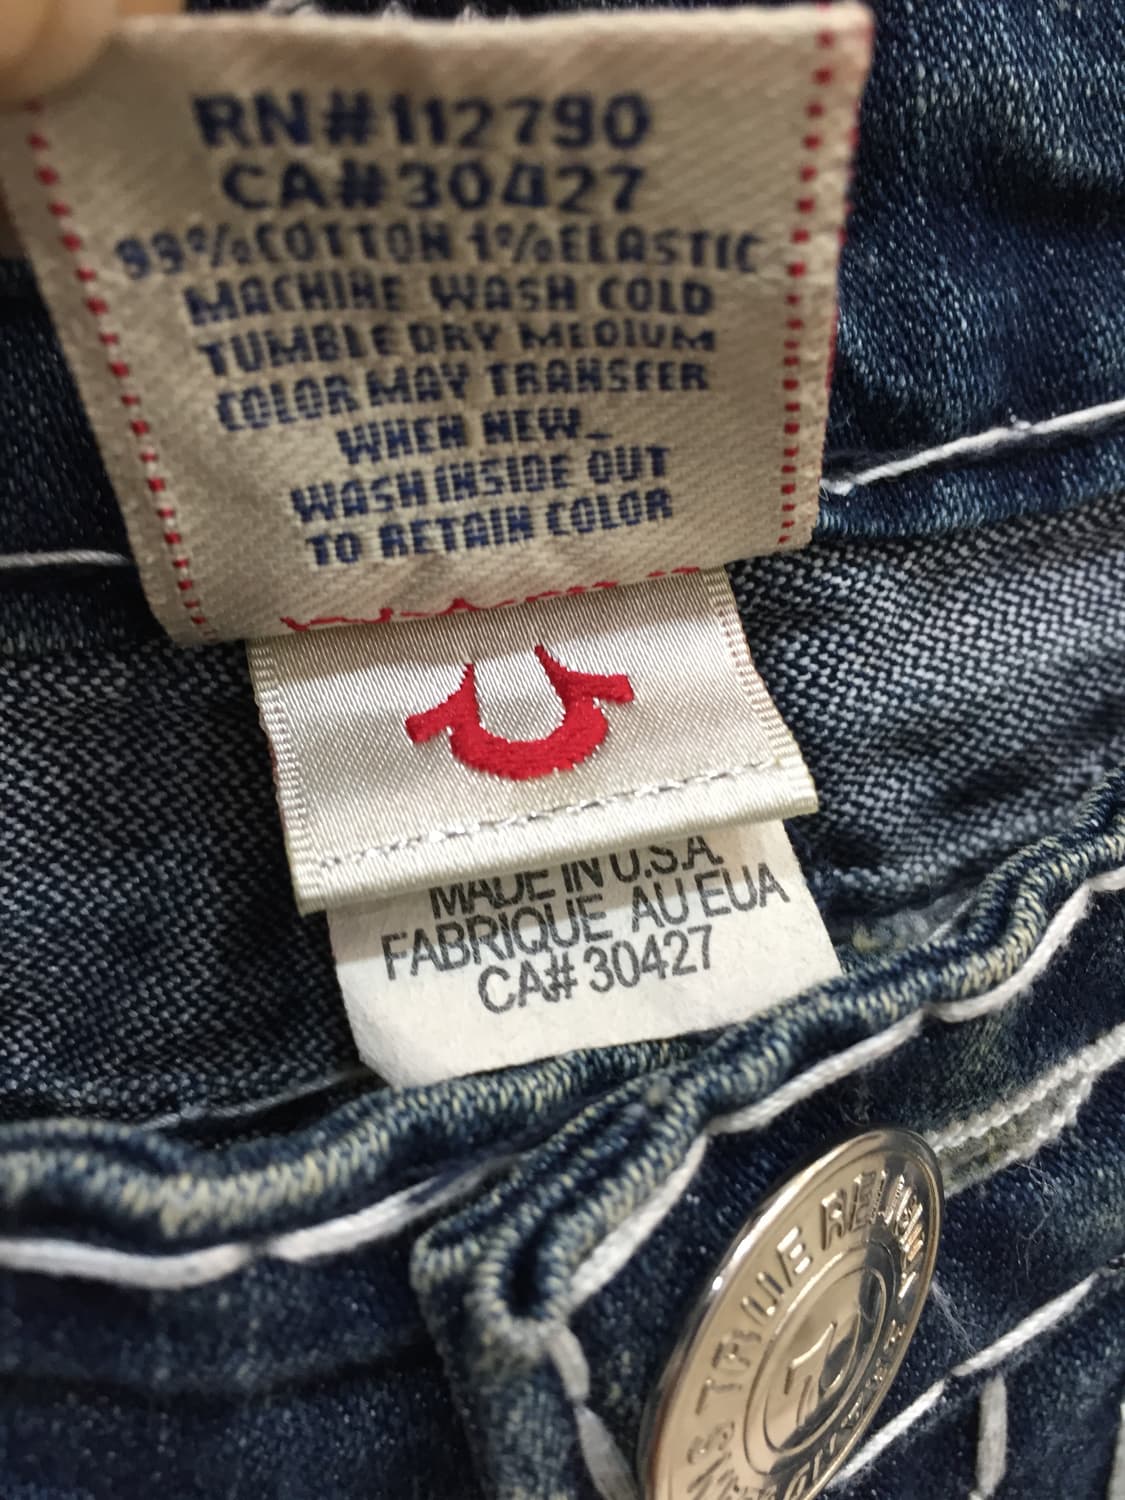 RN#112790
CA#30427
99%COTTON 1%ELASTIC
MACHINE WASH COLD
TUMBLE DRY MEDIUM
COLOR MAY TRANSFER
WHEN NEW_
WASH INSIDE OUT
TO RETAIN COLOR
MADE IN U.S.A.
FABRIQUE AU EUA
CA# 30427
TRUE RELIGION